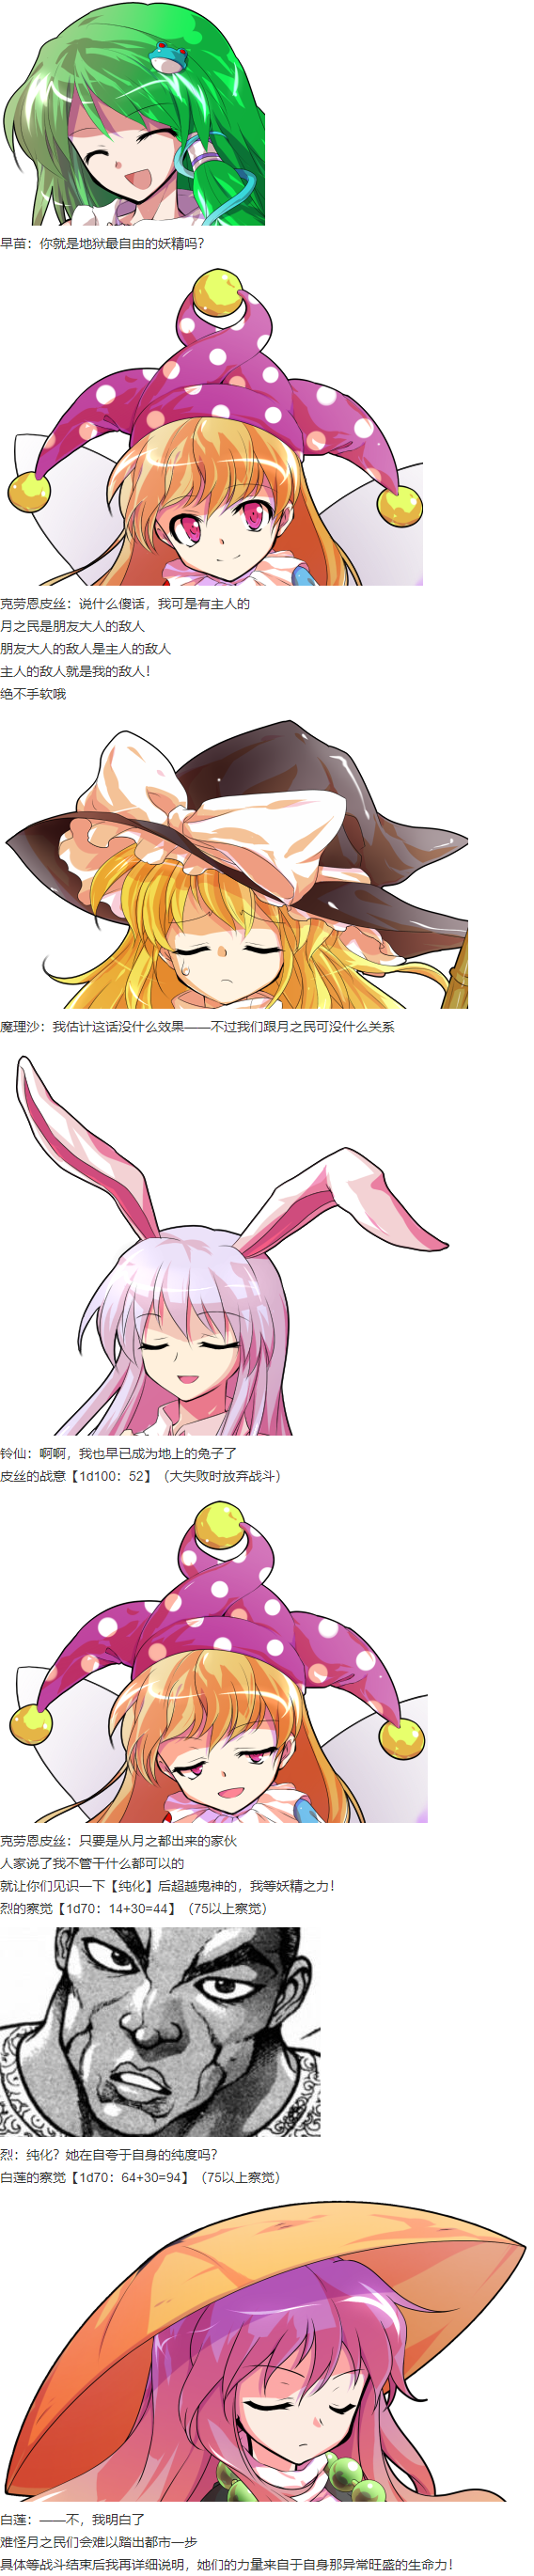 早苗：你就是地狱最自由的妖精吗？
克劳恩皮丝：说什么傻话，我可是有主人的
月之民是朋友大人的敌人
朋友大人的敌人是主人的敌人
主人的敌人就是我的敌人！
绝不手软哦
魔理沙：我估计这话没什么效果——不过我们跟月之民可没什么关系
铃仙：啊啊，我也早已成为地上的兔子了
皮丝的战意【1d100：52】（大失败时放弃战斗）
克劳恩皮丝：只要是从月之都出来的家伙
人家说了我不管干什么都可以的
就让你们见识一下【纯化】后超越鬼神的，我等妖精之力！
烈的察觉【1d70：14+30=44】（75以上察觉）
烈：纯化？她在自夸于自身的纯度吗？
白莲的察觉【1d70：64+30=94】（75以上察觉）
白莲：——不，我明白了
难怪月之民们会难以踏出都市一步
具体等战斗结束后我再详细说明，她们的力量来自于自身那异常旺盛的生命力！